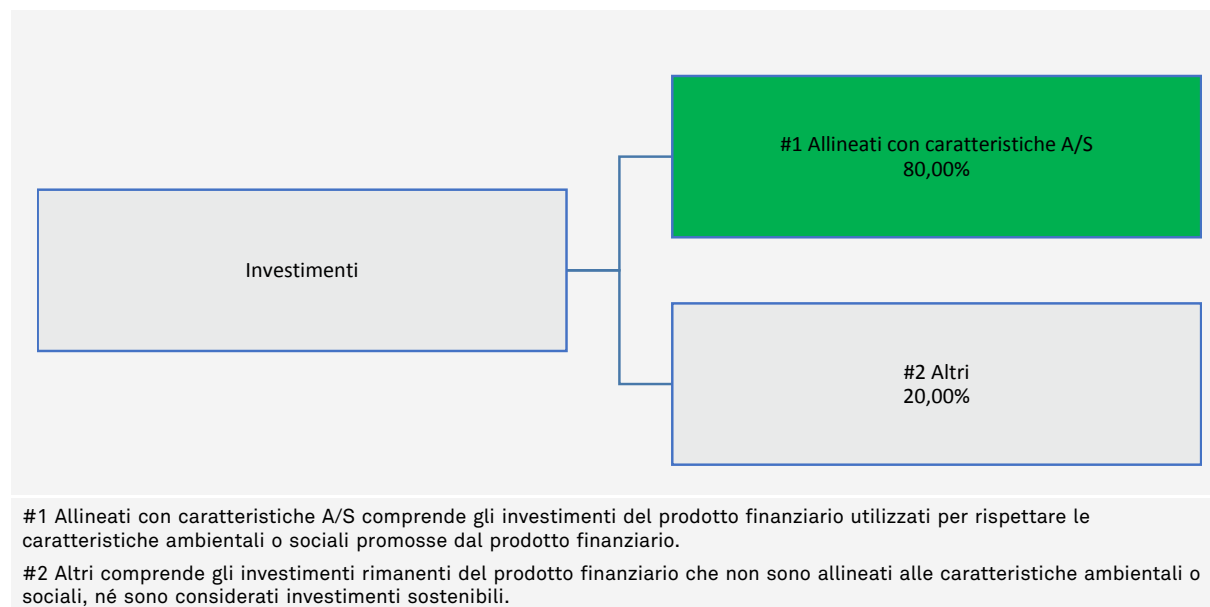 #1 Allineati con caratteristiche A/S
80,00%
Investimenti
#2 Altri
20,00%
#1 Allineati con caratteristiche A/S comprende gli investimenti del prodotto finanziario utilizzati per rispettare le
caratteristiche ambientali o sociali promosse dal prodotto finanziario.
#2 Altri comprende gli investimenti rimanenti del prodotto finanziario che non sono allineati alle caratteristiche ambientali o
sociali, né sono considerati investimenti sostenibili.